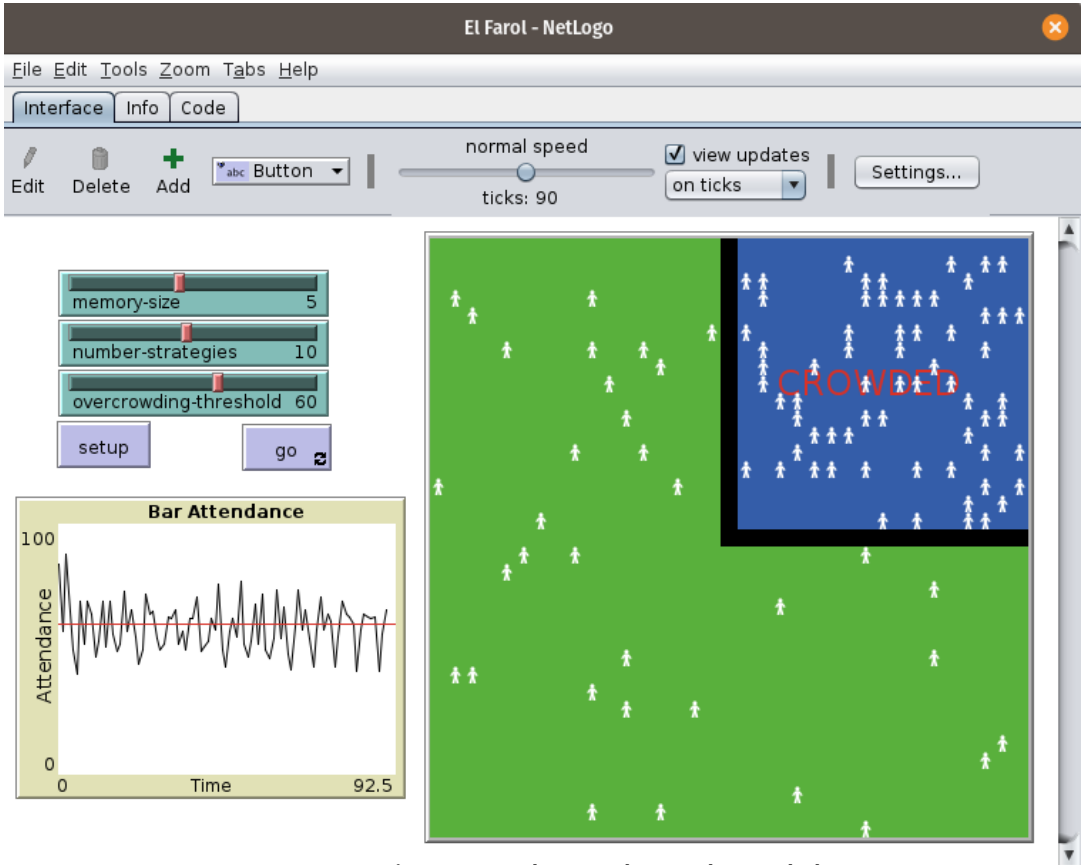 El Farol - NetLogo
File Edit Tools Zoom Tabs Help
Interface Info Code
Edit Delete Add abc Button normal speed ticks: 90 view updates on ticks Settings...
memory-size 5
number-strategies 10
overcrowding-threshold 60
setup go
Bar Attendance
100
Attendance
0
0 Time 92.5
CROWDED